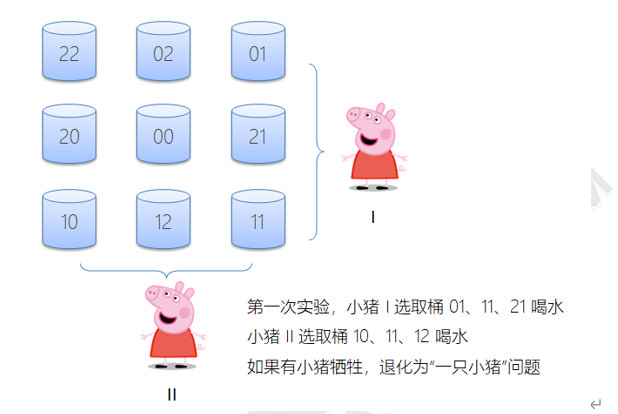 22 02 01
20 00 21
10 12 11
I
第一次实验，小猪 I 选取桶 01、11、21 喝水
小猪 II 选取桶 10、11、12 喝水
如果有小猪牺牲，退化为“一只小猪”问题
II